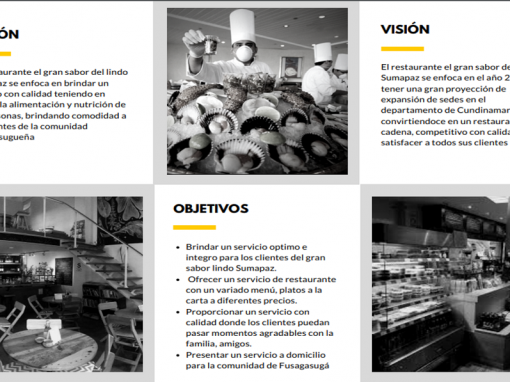 ÓN
aurante el gran sabor del lindo
az se enfoca en brindar un
o con calidad teniendo en
la alimentación y nutrición de
sonas, brindando comodidad a
ntes de la comunidad
sugueña
VISIÓN
El restaurante el gran sabor de
Sumapaz se enfoca en el año 2
tener una gran proyección de
expansión de sedes en el
departamento de Cundinamar
convirtiendoce en un restaura
cadena, competitivo con calida
satisfacer a todos sus clientes
OBJETIVOS
• Brindar un servicio optimo e
integro para los clientes del gran
sabor lindo Sumapaz.
• Ofrecer un servicio de restaurante
con un variado menú, platos a la
carta a diferentes precios.
• Proporcionar un servicio con
calidad donde los clientes puedan
pasar momentos agradables con la
familia, amigos.
• Presentar un servicio a domicilio
para la comunidad de Fusagasugá